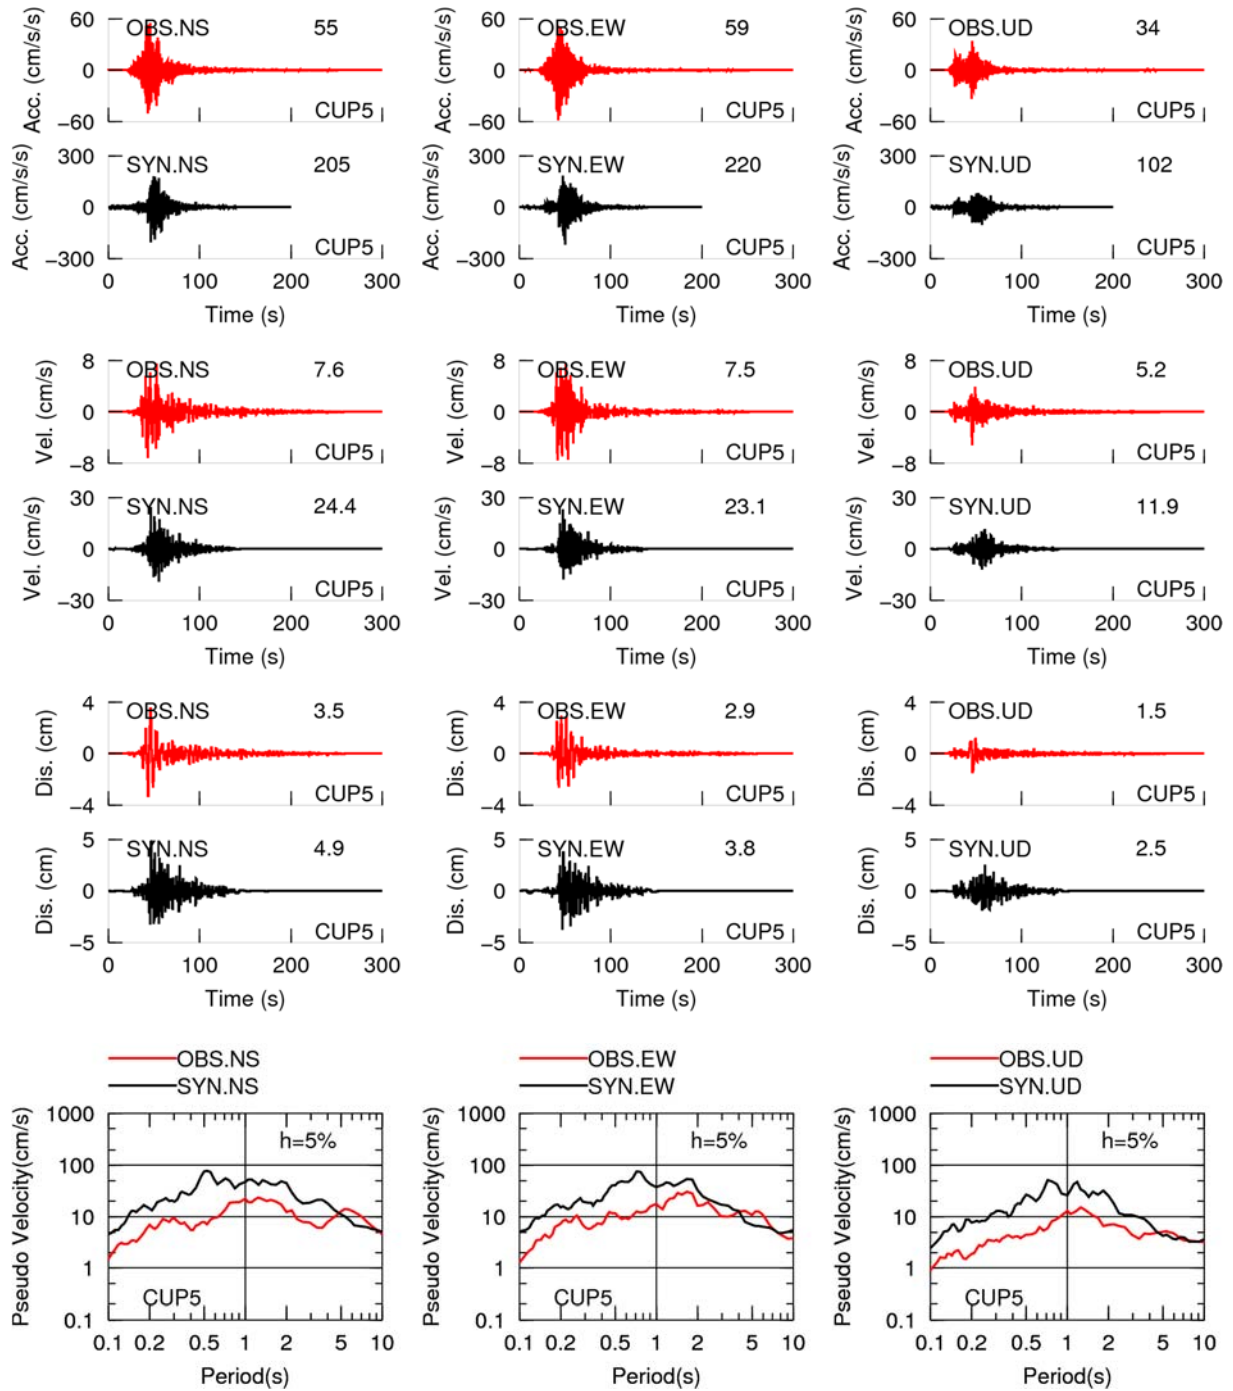 Acc. (cm/s/s) 60 0 −60 OBS.NS 55 CUP5
Acc. (cm/s/s) 60 0 −60 OBS.EW 59 CUP5
Acc. (cm/s/s) 60 0 −60 OBS.UD 34 CUP5
Acc. (cm/s/s) 300 0 −300 SYN.NS 205 CUP5
0 100 200 300
Time (s)
Acc. (cm/s/s) 300 0 −300 SYN.EW 220 CUP5
0 100 200 300
Time (s)
Acc. (cm/s/s) 300 0 −300 SYN.UD 102 CUP5
0 100 200 300
Time (s)
Vel. (cm/s) 8 0 −8 OBS.NS 7.6 CUP5
Vel. (cm/s) 8 0 −8 OBS.EW 7.5 CUP5
Vel. (cm/s) 8 0 −8 OBS.UD 5.2 CUP5
Vel. (cm/s) 30 0 −30 SYN.NS 24.4 CUP5
0 100 200 300
Time (s)
Vel. (cm/s) 30 0 −30 SYN.EW 23.1 CUP5
0 100 200 300
Time (s)
Vel. (cm/s) 30 0 −30 SYN.UD 11.9 CUP5
0 100 200 300
Time (s)
Dis. (cm) 4 0 −4 OBS.NS 3.5 CUP5
Dis. (cm) 4 0 −4 OBS.EW 2.9 CUP5
Dis. (cm) 4 0 −4 OBS.UD 1.5 CUP5
Dis. (cm) 5 0 −5 SYN.NS 4.9 CUP5
0 100 200 300
Time (s)
Dis. (cm) 5 0 −5 SYN.EW 3.8 CUP5
0 100 200 300
Time (s)
Dis. (cm) 5 0 −5 SYN.UD 2.5 CUP5
0 100 200 300
Time (s)
OBS.NS
SYN.NS
Pseudo Velocity(cm/s) 1000 100 10 1 0.1 h=5% CUP5
0.1 0.2 0.5 1 2 5 10
Period(s)
OBS.EW
SYN.EW
Pseudo Velocity(cm/s) 1000 100 10 1 0.1 h=5% CUP5
0.1 0.2 0.5 1 2 5 10
Period(s)
OBS.UD
SYN.UD
Pseudo Velocity(cm/s) 1000 100 10 1 0.1 h=5% CUP5
0.1 0.2 0.5 1 2 5 10
Period(s)